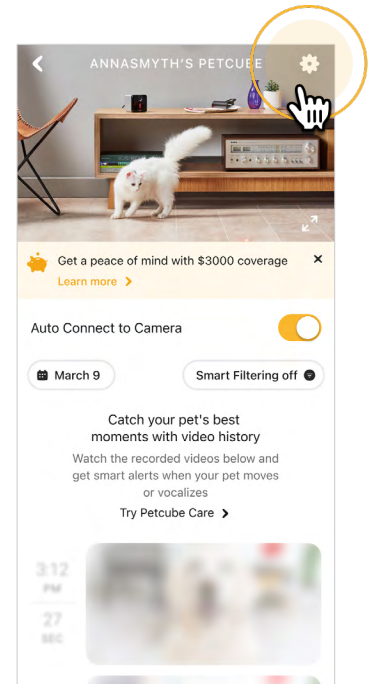 ANNASMYTH'S PETCUBE
Get a peace of mind with $3000 coverage
Learn more
Auto Connect to Camera
March 9
Smart Filtering off
Catch your pet's best
moments with video history
Watch the recorded videos below and
get smart alerts when your pet moves
or vocalizes
Try Petcube Care
3:12
PM
27
SEC